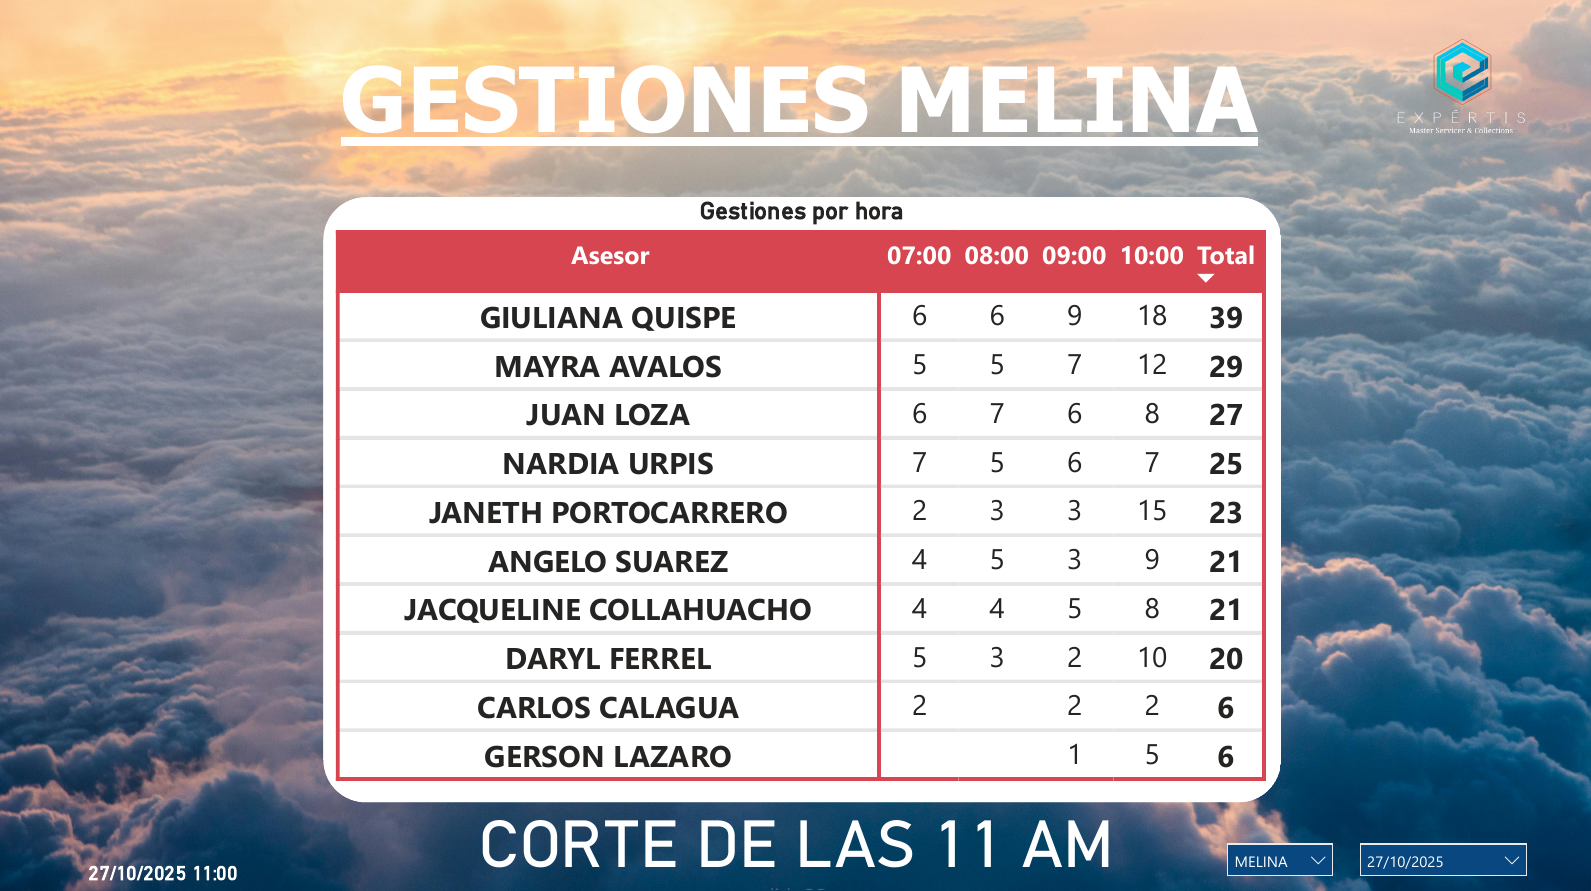 GESTIONES MELINA
EXPÉRTIS
Master Servicer & Collections
Gestiones por hora
Asesor 07:00 08:00 09:00 10:00 Total
GIULIANA QUISPE 6 6 9 18 39
MAYRA AVALOS 5 5 7 12 29
JUAN LOZA 6 7 6 8 27
NARDIA URPIS 7 5 6 7 25
JANETH PORTOCARRERO 2 3 3 15 23
ANGELO SUAREZ 4 5 3 9 21
JACQUELINE COLLAHUACHO 4 4 5 8 21
DARYL FERREL 5 3 2 10 20
CARLOS CALAGUA 2 2 2 6
GERSON LAZARO 1 5 6
CORTE DE LAS 11 AM
27/10/2025 11:00
MELINA
27/10/2025